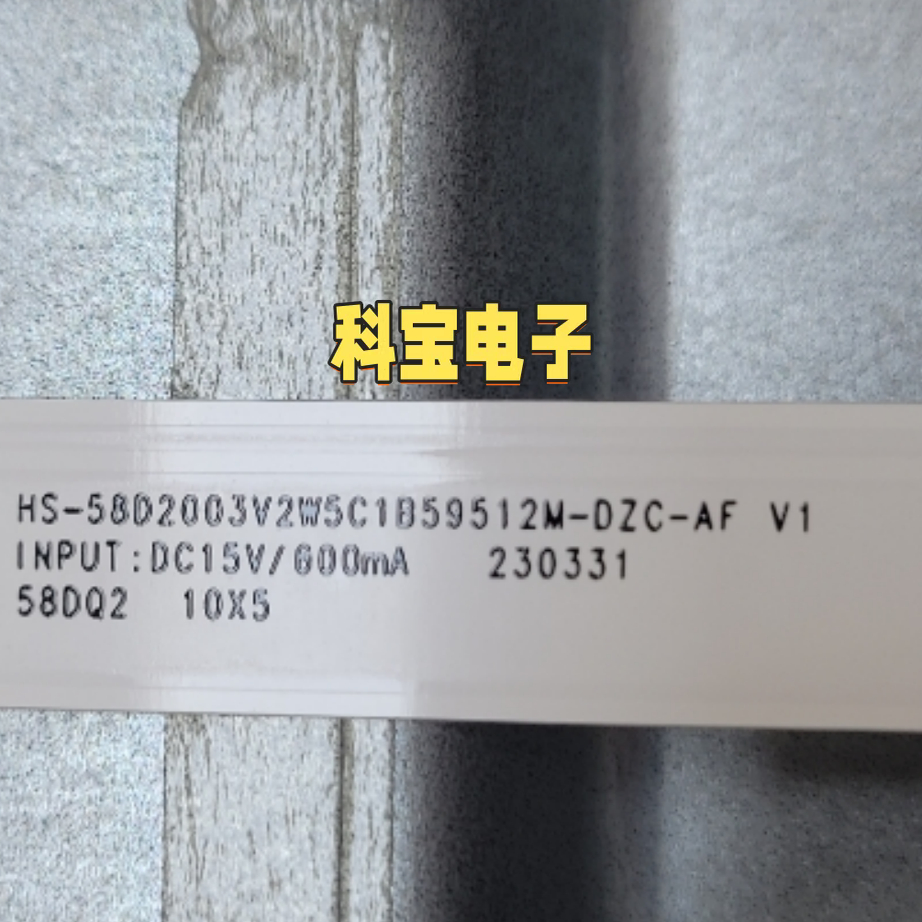 科宝电子
HS-58D2003V2W5C1B59512M-DZC-AF V1
INPUT:DC15V/600mA 230331
58DQ2 10X5